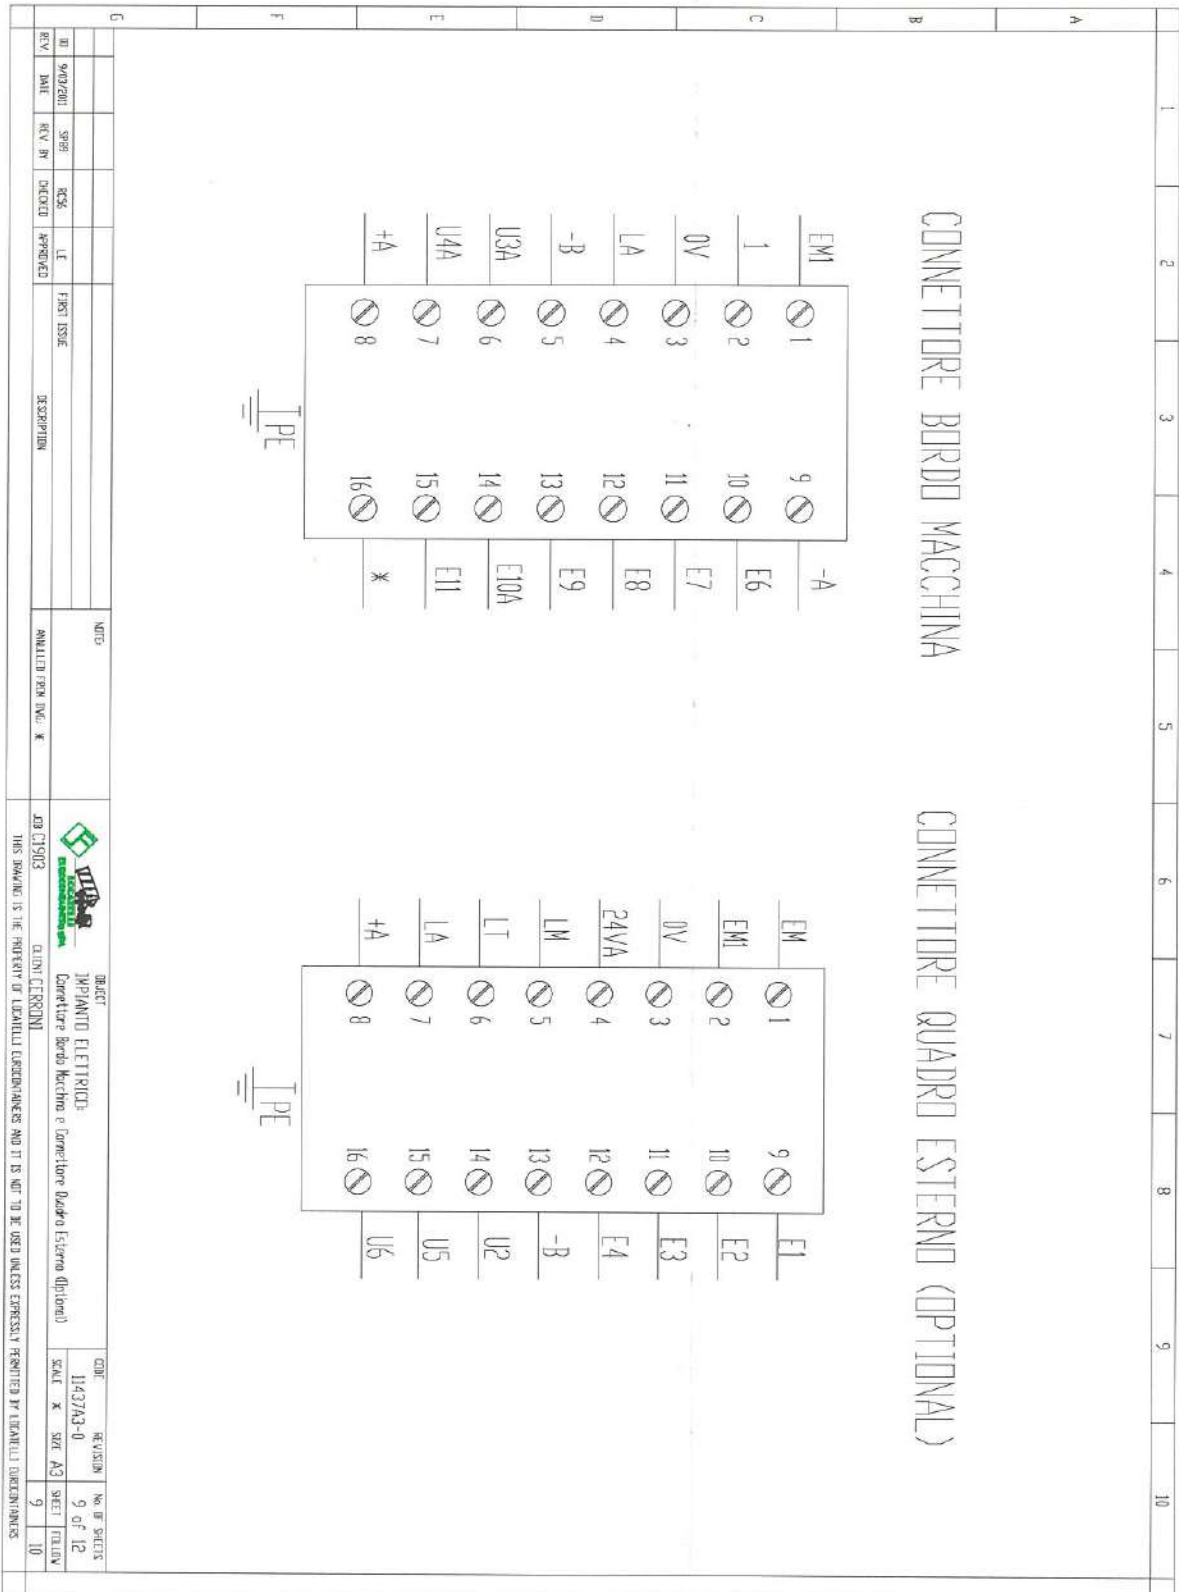 1 2 3 4 5 6 7 8 9 10
A
B
C
D
E
F
G
CONNETTORE BORDO MACCHINA
EM1 1 9 -A
1 2 10 E6
0V 3 11 E7
LA 4 12 E8
-B 5 13 E9
U3A 6 14 E10A
U4A 7 15 E11
+A 8 16 *
PE
CONNETTORE QUADRO ESTERNO (OPTIONAL)
EM 1 9 E1
EM1 2 10 E2
0V 3 11 E3
24VA 4 12 E4
LM 5 13 -B
LT 6 14 U2
LA 7 15 U5
+A 8 16 U6
PE
NOTE:
00 9/03/2011 SP89 RCS6 LE FIRST ISSUE
REV. DATE REV. BY CHECKED APPROVED DESCRIPTION
ANNULLED FROM DWG: *
LOCATELLI
EUROCONTAINERS
JOB C1903
CLIENT CERRONI
OBJECT
IMPIANTO ELETTRICO:
Connettore Bordo Macchina e Connettore Quadro Esterno (Optional)
CODE REVISION
11437A3-0
No. OF SHEETS
9 of 12
SCALE * SIZE A3
SHEET FOLLOW
9 10
THIS DRAWING IS THE PROPERTY OF LOCATELLI EUROCONTAINERS AND IT IS NOT TO BE USED UNLESS EXPRESSLY PERMITTED BY LOCATELLI EUROCONTAINERS